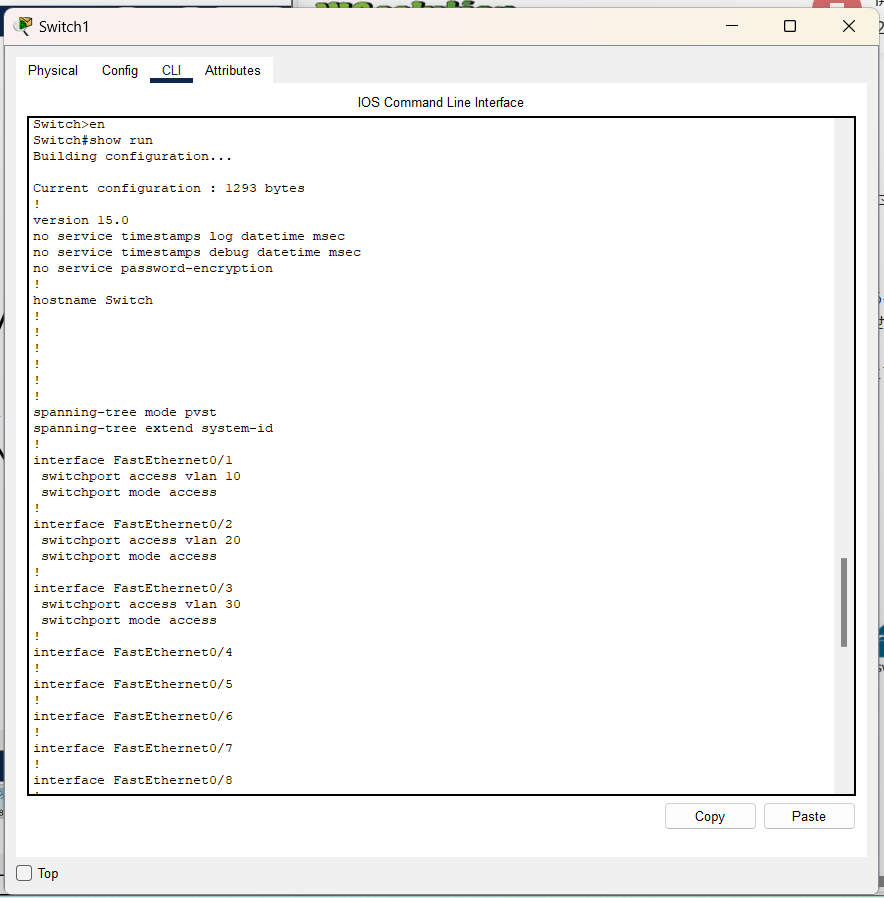 Switch1
Physical Config CLI Attributes
IOS Command Line Interface
Switch>en
Switch#show run
Building configuration...
Current configuration : 1293 bytes
!
version 15.0
no service timestamps log datetime msec
no service timestamps debug datetime msec
no service password-encryption
!
hostname Switch
!
!
!
!
!
!
spanning-tree mode pvst
spanning-tree extend system-id
!
interface FastEthernet0/1
 switchport access vlan 10
 switchport mode access
!
interface FastEthernet0/2
 switchport access vlan 20
 switchport mode access
!
interface FastEthernet0/3
 switchport access vlan 30
 switchport mode access
!
interface FastEthernet0/4
!
interface FastEthernet0/5
!
interface FastEthernet0/6
!
interface FastEthernet0/7
!
interface FastEthernet0/8
Copy Paste
Top